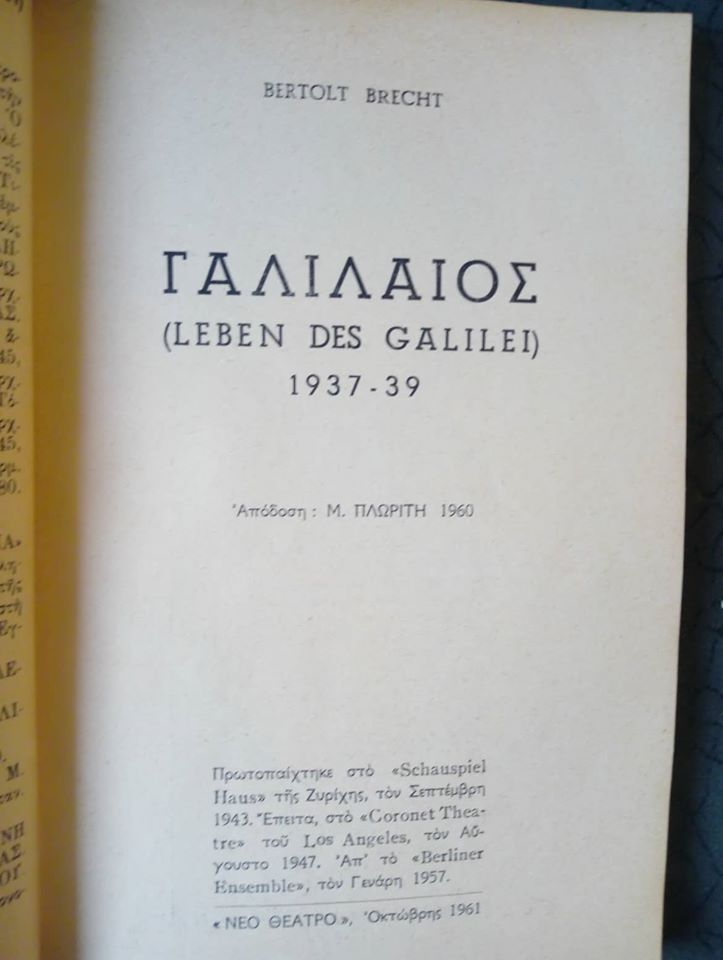 BERTOLT BRECHT
ΓΑΛΙΛΑΙΟΣ
(LEBEN DES GALILEI)
1937-39
Ἀπόδοση: Μ. ΠΛΩΡΙΤΗ 1960
Πρωτοπαίχτηκε στὸ «Schauspiel
Haus» τῆς Ζυρίχης, τὸν Σεπτέμβρη
1943. Ἔπειτα, στὸ «Coronet Thea-
tre» τοῦ Los Angeles, τὸν Αὔ-
γουστο 1947. Ἀπ' τὸ «Berliner
Ensemble», τὸν Γενάρη 1957.
«ΝΕΟ ΘΕΑΤΡΟ», Ὀκτώβρης 1961